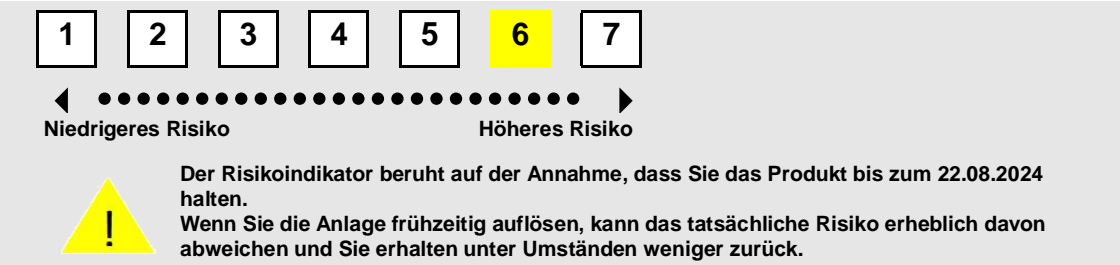 1 2 3 4 5 6 7
Niedrigeres Risiko Höheres Risiko
Der Risikoindikator beruht auf der Annahme, dass Sie das Produkt bis zum 22.08.2024
halten.
Wenn Sie die Anlage frühzeitig auflösen, kann das tatsächliche Risiko erheblich davon
abweichen und Sie erhalten unter Umständen weniger zurück.
!